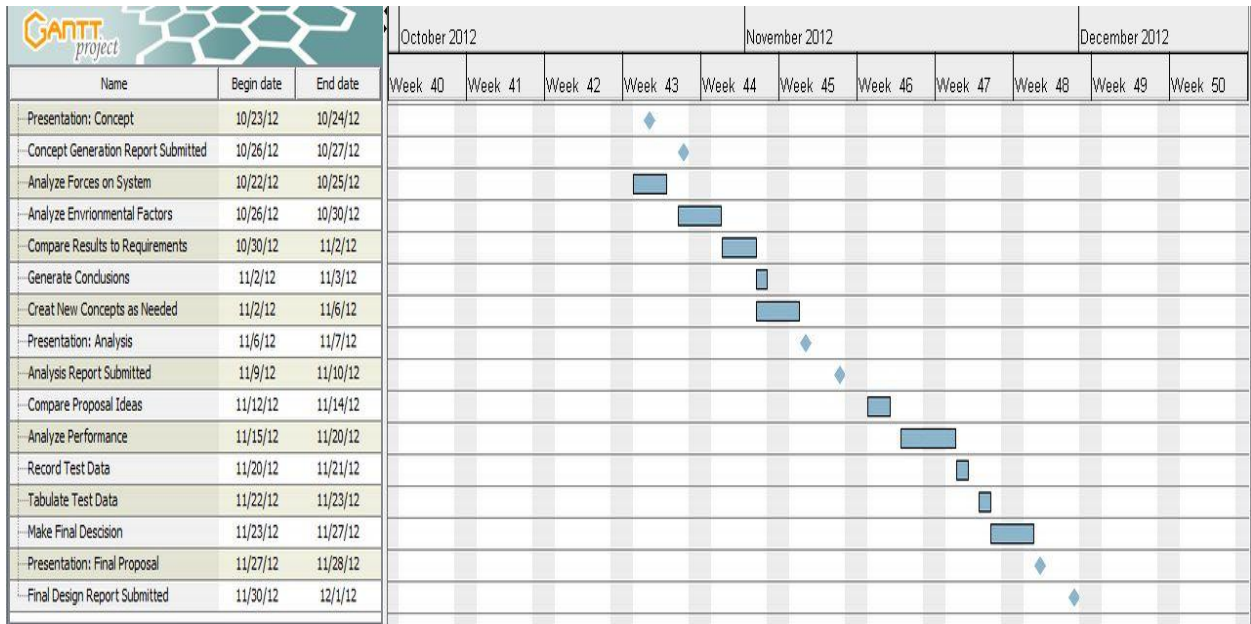 GANTT
project
October 2012 November 2012 December 2012
Name Begin date End date Week 40 Week 41 Week 42 Week 43 Week 44 Week 45 Week 46 Week 47 Week 48 Week 49 Week 50
Presentation: Concept 10/23/12 10/24/12
Concept Generation Report Submitted 10/26/12 10/27/12
Analyze Forces on System 10/22/12 10/25/12
Analyze Envrionmental Factors 10/26/12 10/30/12
Compare Results to Requirements 10/30/12 11/2/12
Generate Conclusions 11/2/12 11/3/12
Creat New Concepts as Needed 11/2/12 11/6/12
Presentation: Analysis 11/6/12 11/7/12
Analysis Report Submitted 11/9/12 11/10/12
Compare Proposal Ideas 11/12/12 11/14/12
Analyze Performance 11/15/12 11/20/12
Record Test Data 11/20/12 11/21/12
Tabulate Test Data 11/22/12 11/23/12
Make Final Descision 11/23/12 11/27/12
Presentation: Final Proposal 11/27/12 11/28/12
Final Design Report Submitted 11/30/12 12/1/12